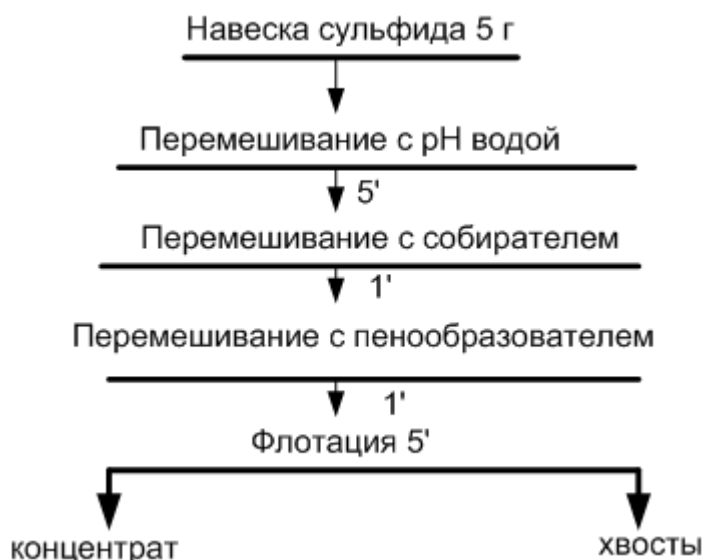 Навеска сульфида 5 г
Перемешивание с pH водой
5'
Перемешивание с собирателем
1'
Перемешивание с пенообразователем
1'
Флотация 5'
концентрат
хвосты